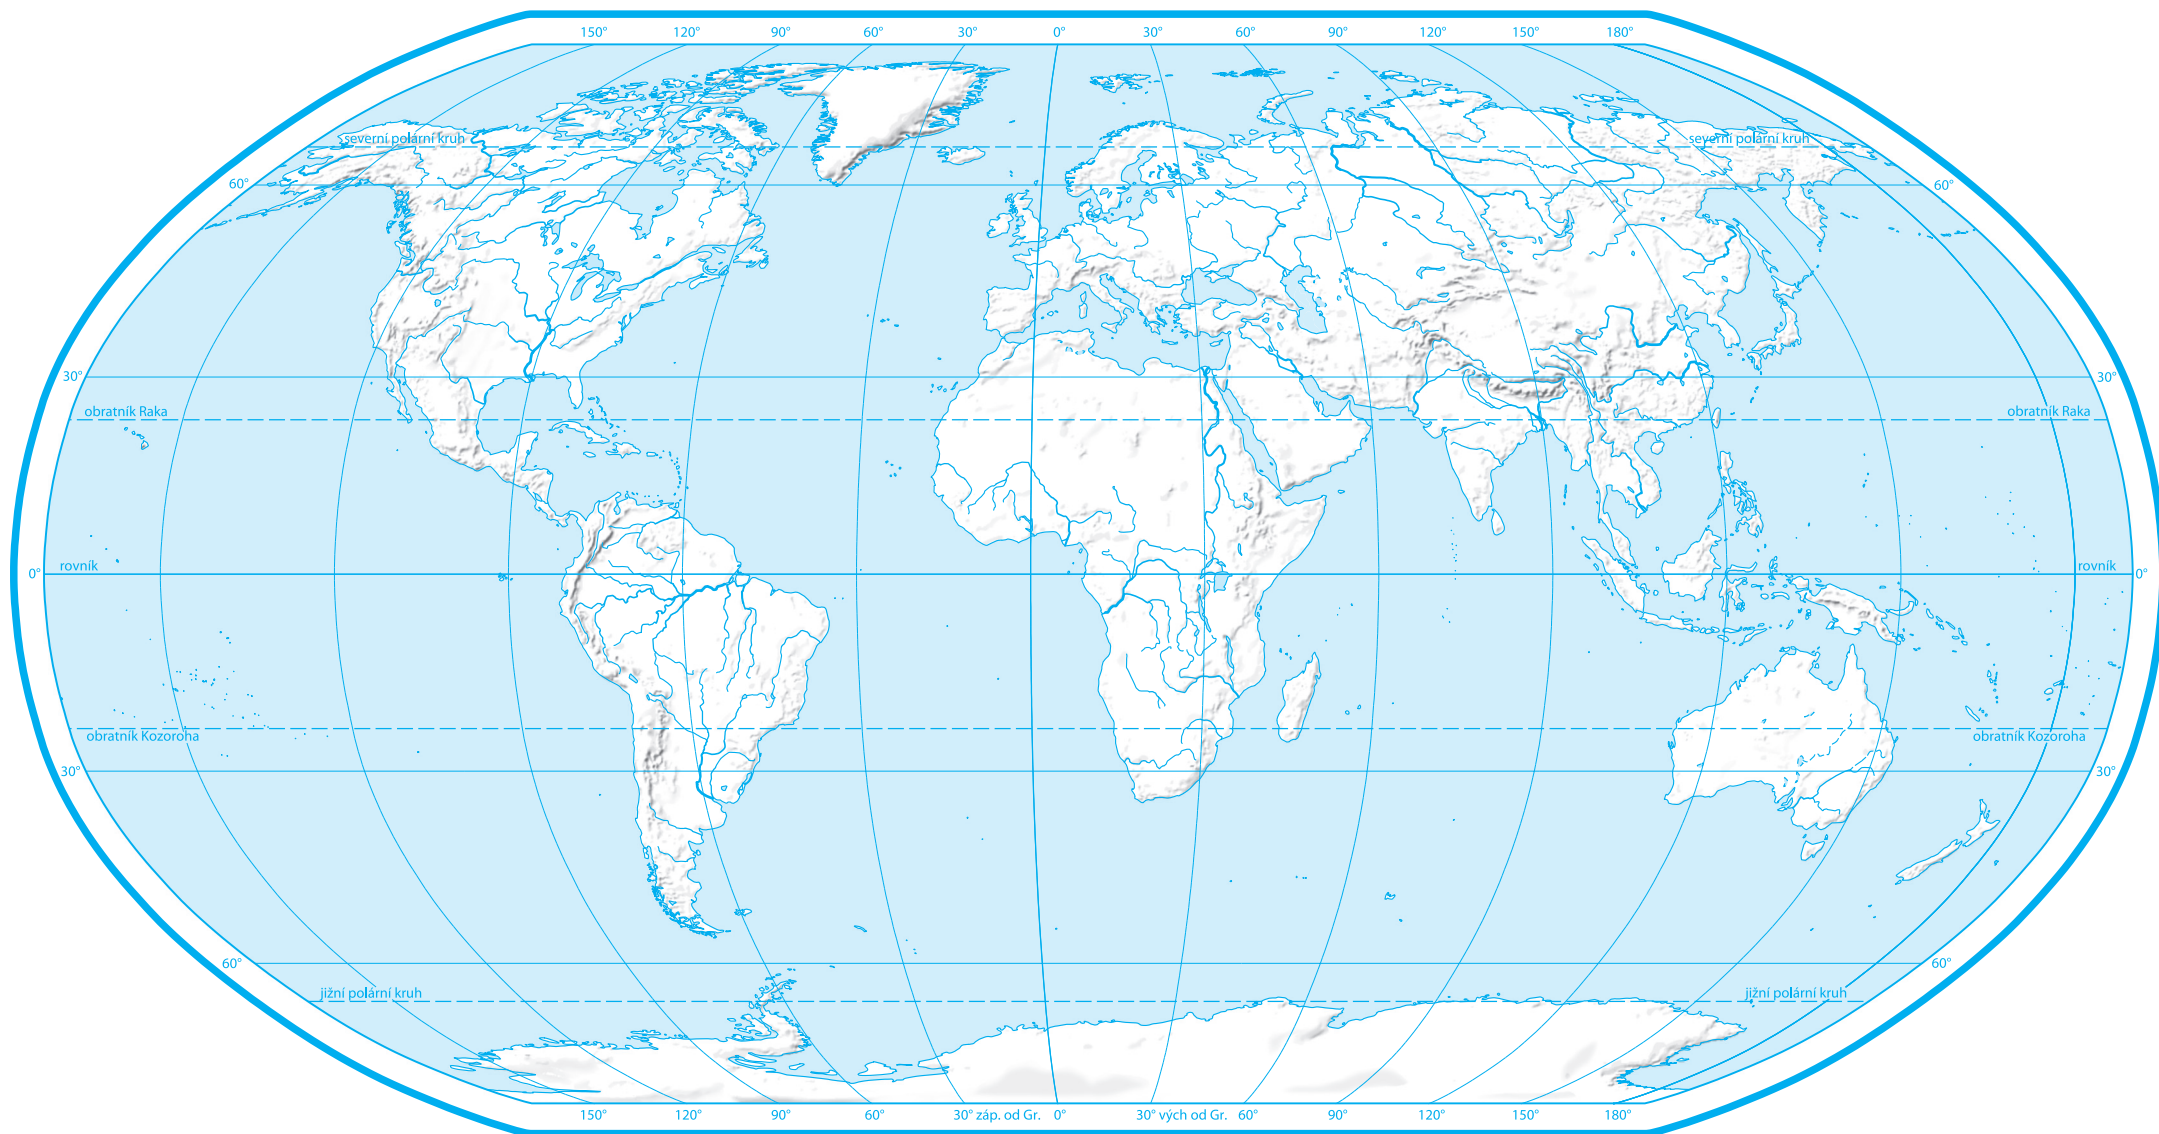 150° 120° 90° 60° 30° 0° 30° 60° 90° 120° 150° 180°
severní polární kruh severní polární kruh
60° 60°
30° 30°
obratník Raka obratník Raka
rovník rovník
0° 0°
obratník Kozoroha obratník Kozoroha
30° 30°
60° 60°
jižní polární kruh jižní polární kruh
150° 120° 90° 60° 30° záp. od Gr. 0° 30° vých od Gr. 60° 90° 120° 150° 180°